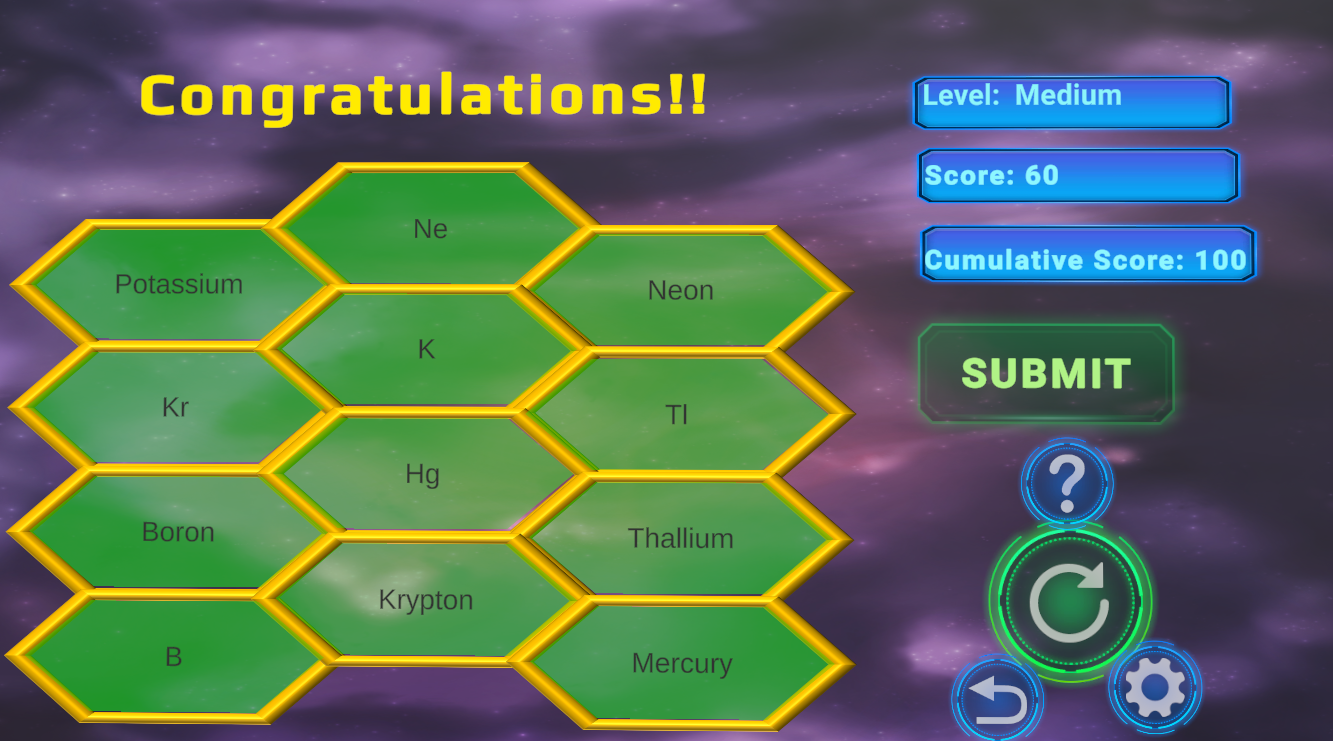 Congratulations!!
Level: Medium
Score: 60
Cumulative Score: 100
SUBMIT
?
Ne
Potassium
Neon
K
Kr
Tl
Hg
Boron
Thallium
Krypton
B
Mercury